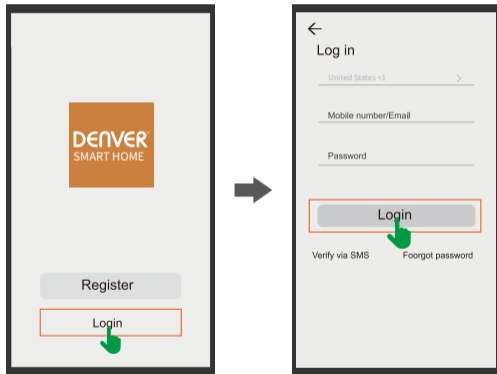 DENVER
SMART HOME
Register
Login
Log in
United States +1
Mobile number/Email
Password
Login
Verify via SMS
Foorgot password